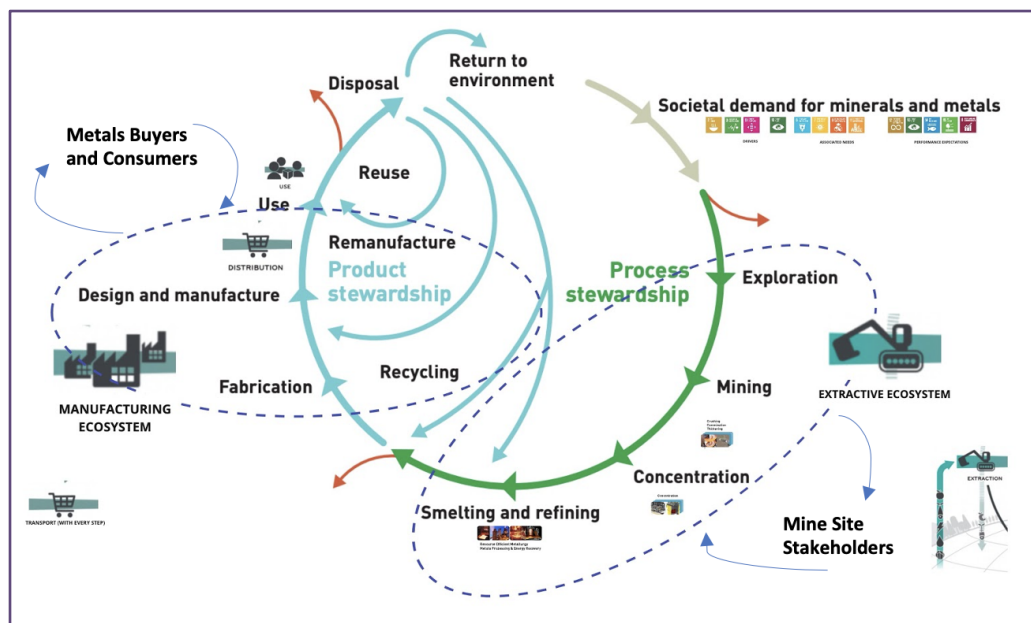 Return to
environment
Disposal
Societal demand for minerals and metals
DRIVERS
ASSOCIATED NEEDS
PERFORMANCE EXPECTATIONS
Metals Buyers
and Consumers
Reuse
USE
Use
Remanufacture
DISTRIBUTION
Product
stewardship
Process
stewardship
Exploration
Design and manufacture
Recycling
Fabrication
Mining
MANUFACTURING
ECOSYSTEM
EXTRACTIVE ECOSYSTEM
Concentration
EXTRACTION
Concentration
TRANSPORT (WITH EVERY STEP)
Smelting and refining
Mine Site
Stakeholders